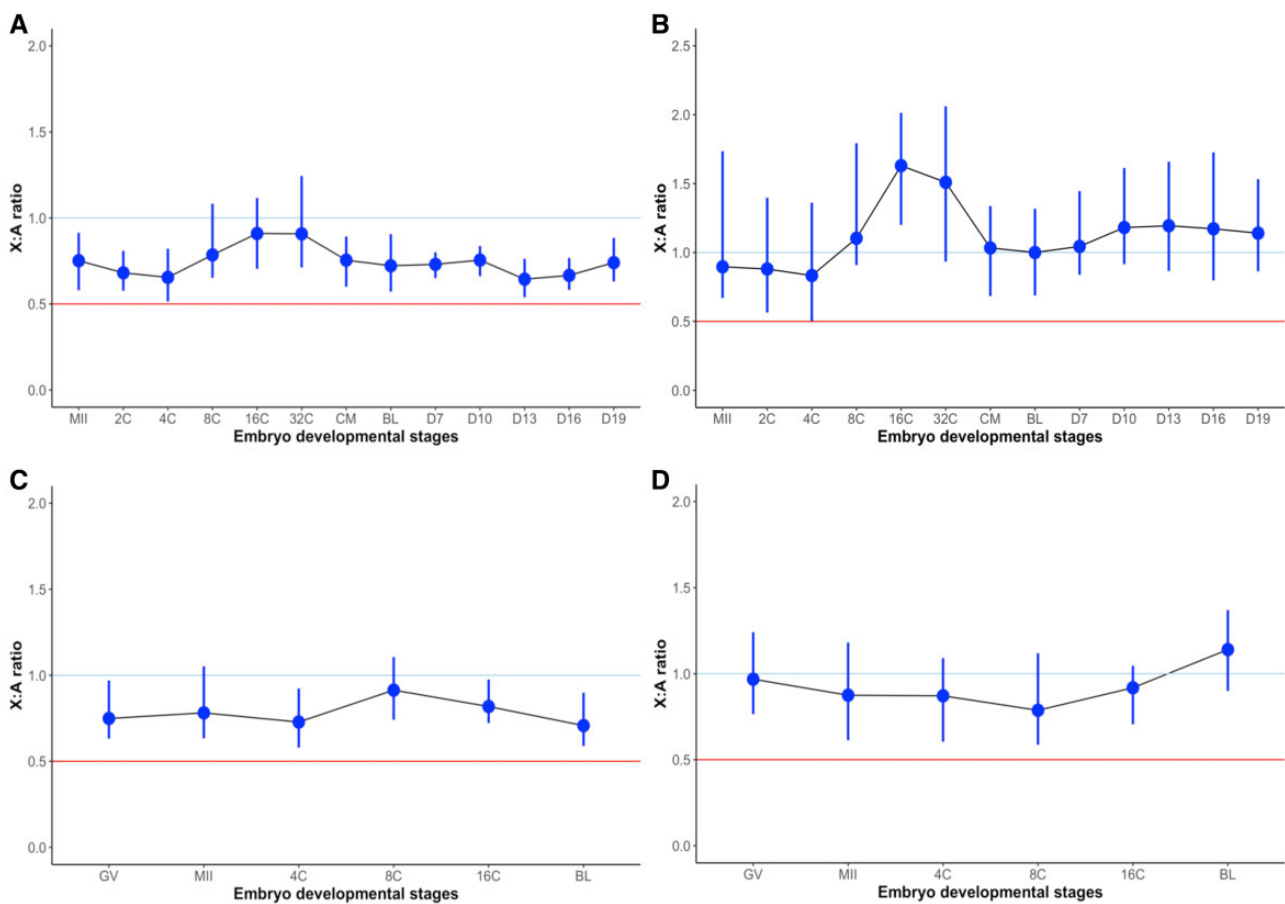 A
X:A ratio
2.0
1.5
1.0
0.5
0.0
MII 2C 4C 8C 16C 32C CM BL D7 D10 D13 D16 D19
Embryo developmental stages
B
X:A ratio
2.5
2.0
1.5
1.0
0.5
0.0
MII 2C 4C 8C 16C 32C CM BL D7 D10 D13 D16 D19
Embryo developmental stages
C
X:A ratio
2.0
1.5
1.0
0.5
0.0
GV MII 4C 8C 16C BL
Embryo developmental stages
D
X:A ratio
2.0
1.5
1.0
0.5
0.0
GV MII 4C 8C 16C BL
Embryo developmental stages